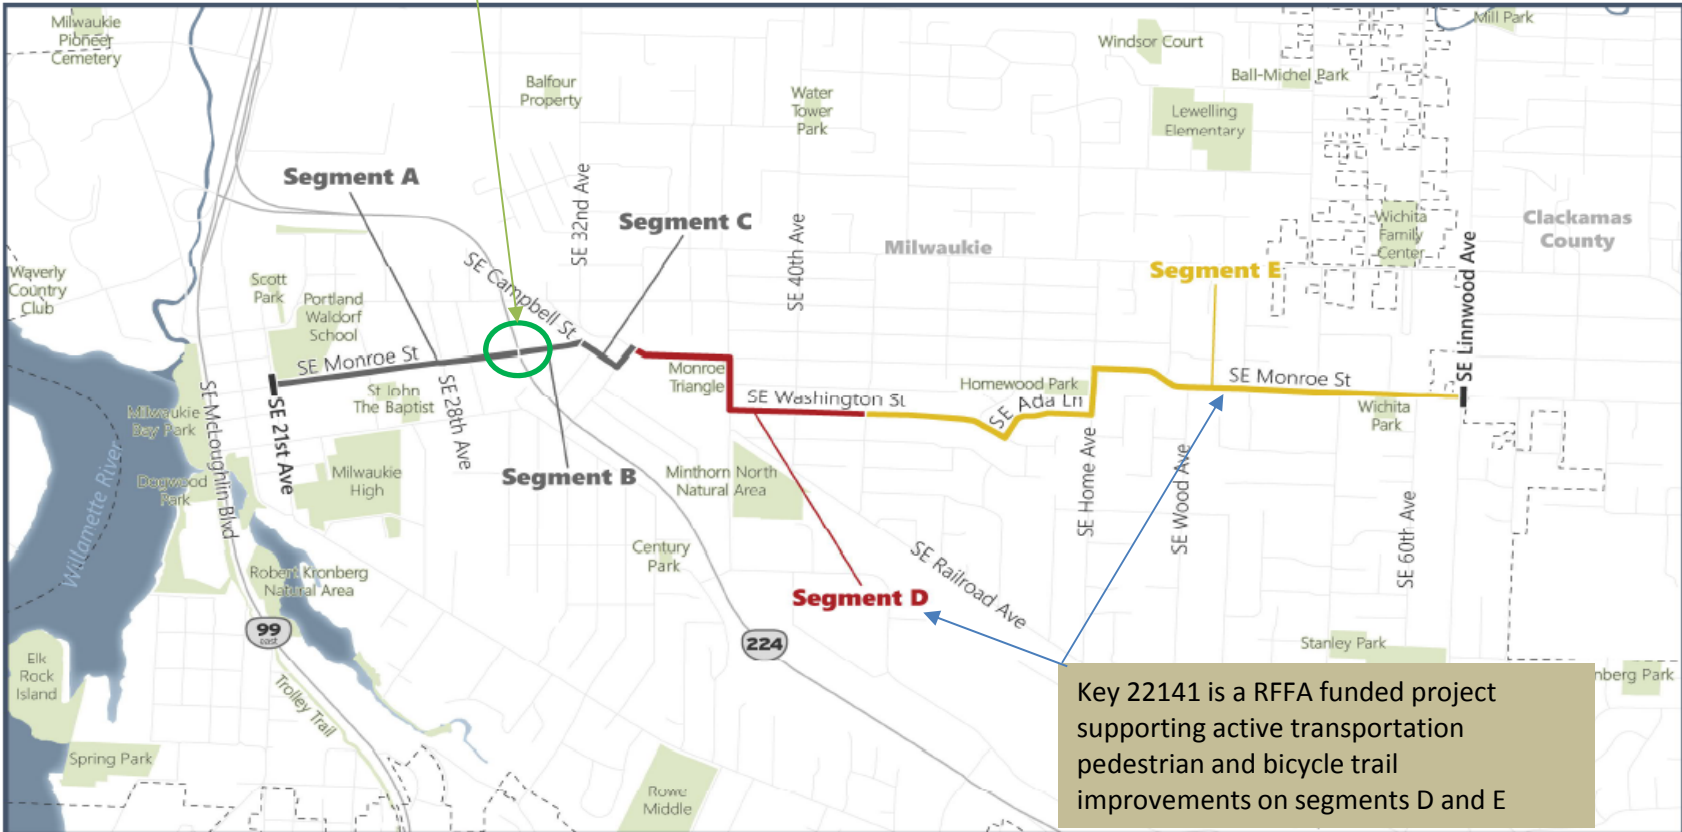 Milwaukie
Pioneer
Cemetery
Mill Park
Windsor Court
Balfour
Property
Water
Tower
Park
Ball-Michel Park
Lewelling
Elementary
Segment A
SE 32nd Ave
Segment C
SE 40th Ave
Milwaukie
Wichita
Family
Center
Clackamas
County
SE Campbell St
Segment E
SE Linnwood Ave
Waverly
Country
Club
Scott
Park
Portland
Waldorf
School
SE Monroe St
St John
The Baptist
SE 28th Ave
Monroe
Triangle
SE Washington St
Homewood Park
SE Ada Ln
SE Monroe St
Wichita
Park
Milwaukie
Bay Park
SE McLoughlin Blvd
SE 21st Ave
Dogwood
Park
Milwaukie
High
Segment B
Minthorn North
Natural Area
SE Home Ave
SE Wood Ave
SE 60th Ave
Willamette River
Century
Park
SE Railroad Ave
Robert Kronberg
Natural Area
Segment D
99
east
224
Stanley Park
Elk
Rock
Island
Trolley Trail
nberg Park
Key 22141 is a RFFA funded project
supporting active transportation
pedestrian and bicycle trail
improvements on segments D and E
Spring Park
Rowe
Middle